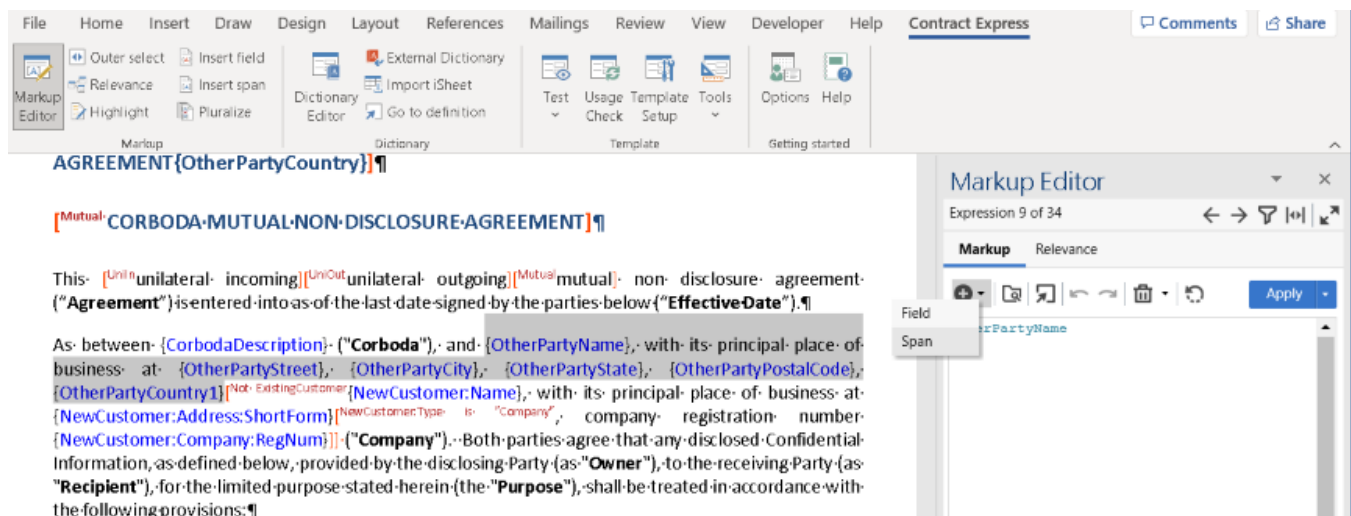 File Home Insert Draw Design Layout References Mailings Review View Developer Help Contract Express Comments Share
Outer select Insert field External Dictionary
Relevance Insert span Import iSheet
Highlight Pluralize Go to definition
Markup Editor Dictionary Editor Test Usage Check Template Setup Tools Options Help
Markup Dictionary Template Getting started
AGREEMENT{OtherPartyCountry}]¶
[Mutual·CORBODA·MUTUAL·NON·DISCLOSURE·AGREEMENT]¶
This· [UniInunilateral· incoming][UniOutunilateral· outgoing][Mutualmutual]· non· disclosure· agreement·
(“Agreement”)·is·entered·into·as·of·the·last·date·signed·by·the·parties·below·(“Effective·Date”).¶
As· between· {CorbodaDescription}· ("Corboda"),· and· {OtherPartyName},· with· its· principal· place· of·
business· at· {OtherPartyStreet},· {OtherPartyCity},· {OtherPartyState},· {OtherPartyPostalCode},·
{OtherPartyCountry1}[Not· ExistingCustomer{NewCustomer:Name},· with· its· principal· place· of· business· at·
{NewCustomer:Address:ShortForm}[NewCustomer:Type· is· "Company",· company· registration· number·
{NewCustomer:Company:RegNum}]]·("Company").··Both·parties·agree·that·any·disclosed·Confidential·
Information,·as·defined·below,·provided·by·the·disclosing·Party·(as·"Owner"),·to·the·receiving·Party·(as·
"Recipient"),·for·the·limited·purpose·stated·herein·(the·"Purpose"),·shall·be·treated·in·accordance·with·
the·following·provisions:¶
Markup Editor
Expression 9 of 34
Markup Relevance
Apply
Field
Span
erPartyName